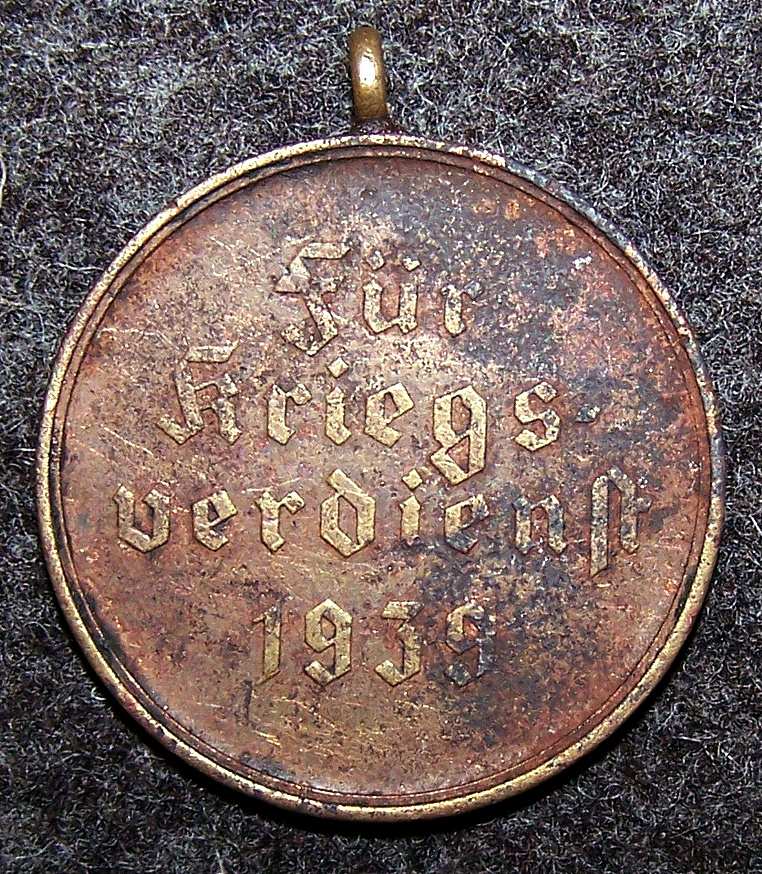 Für
Kriegs-
verdienst
1939